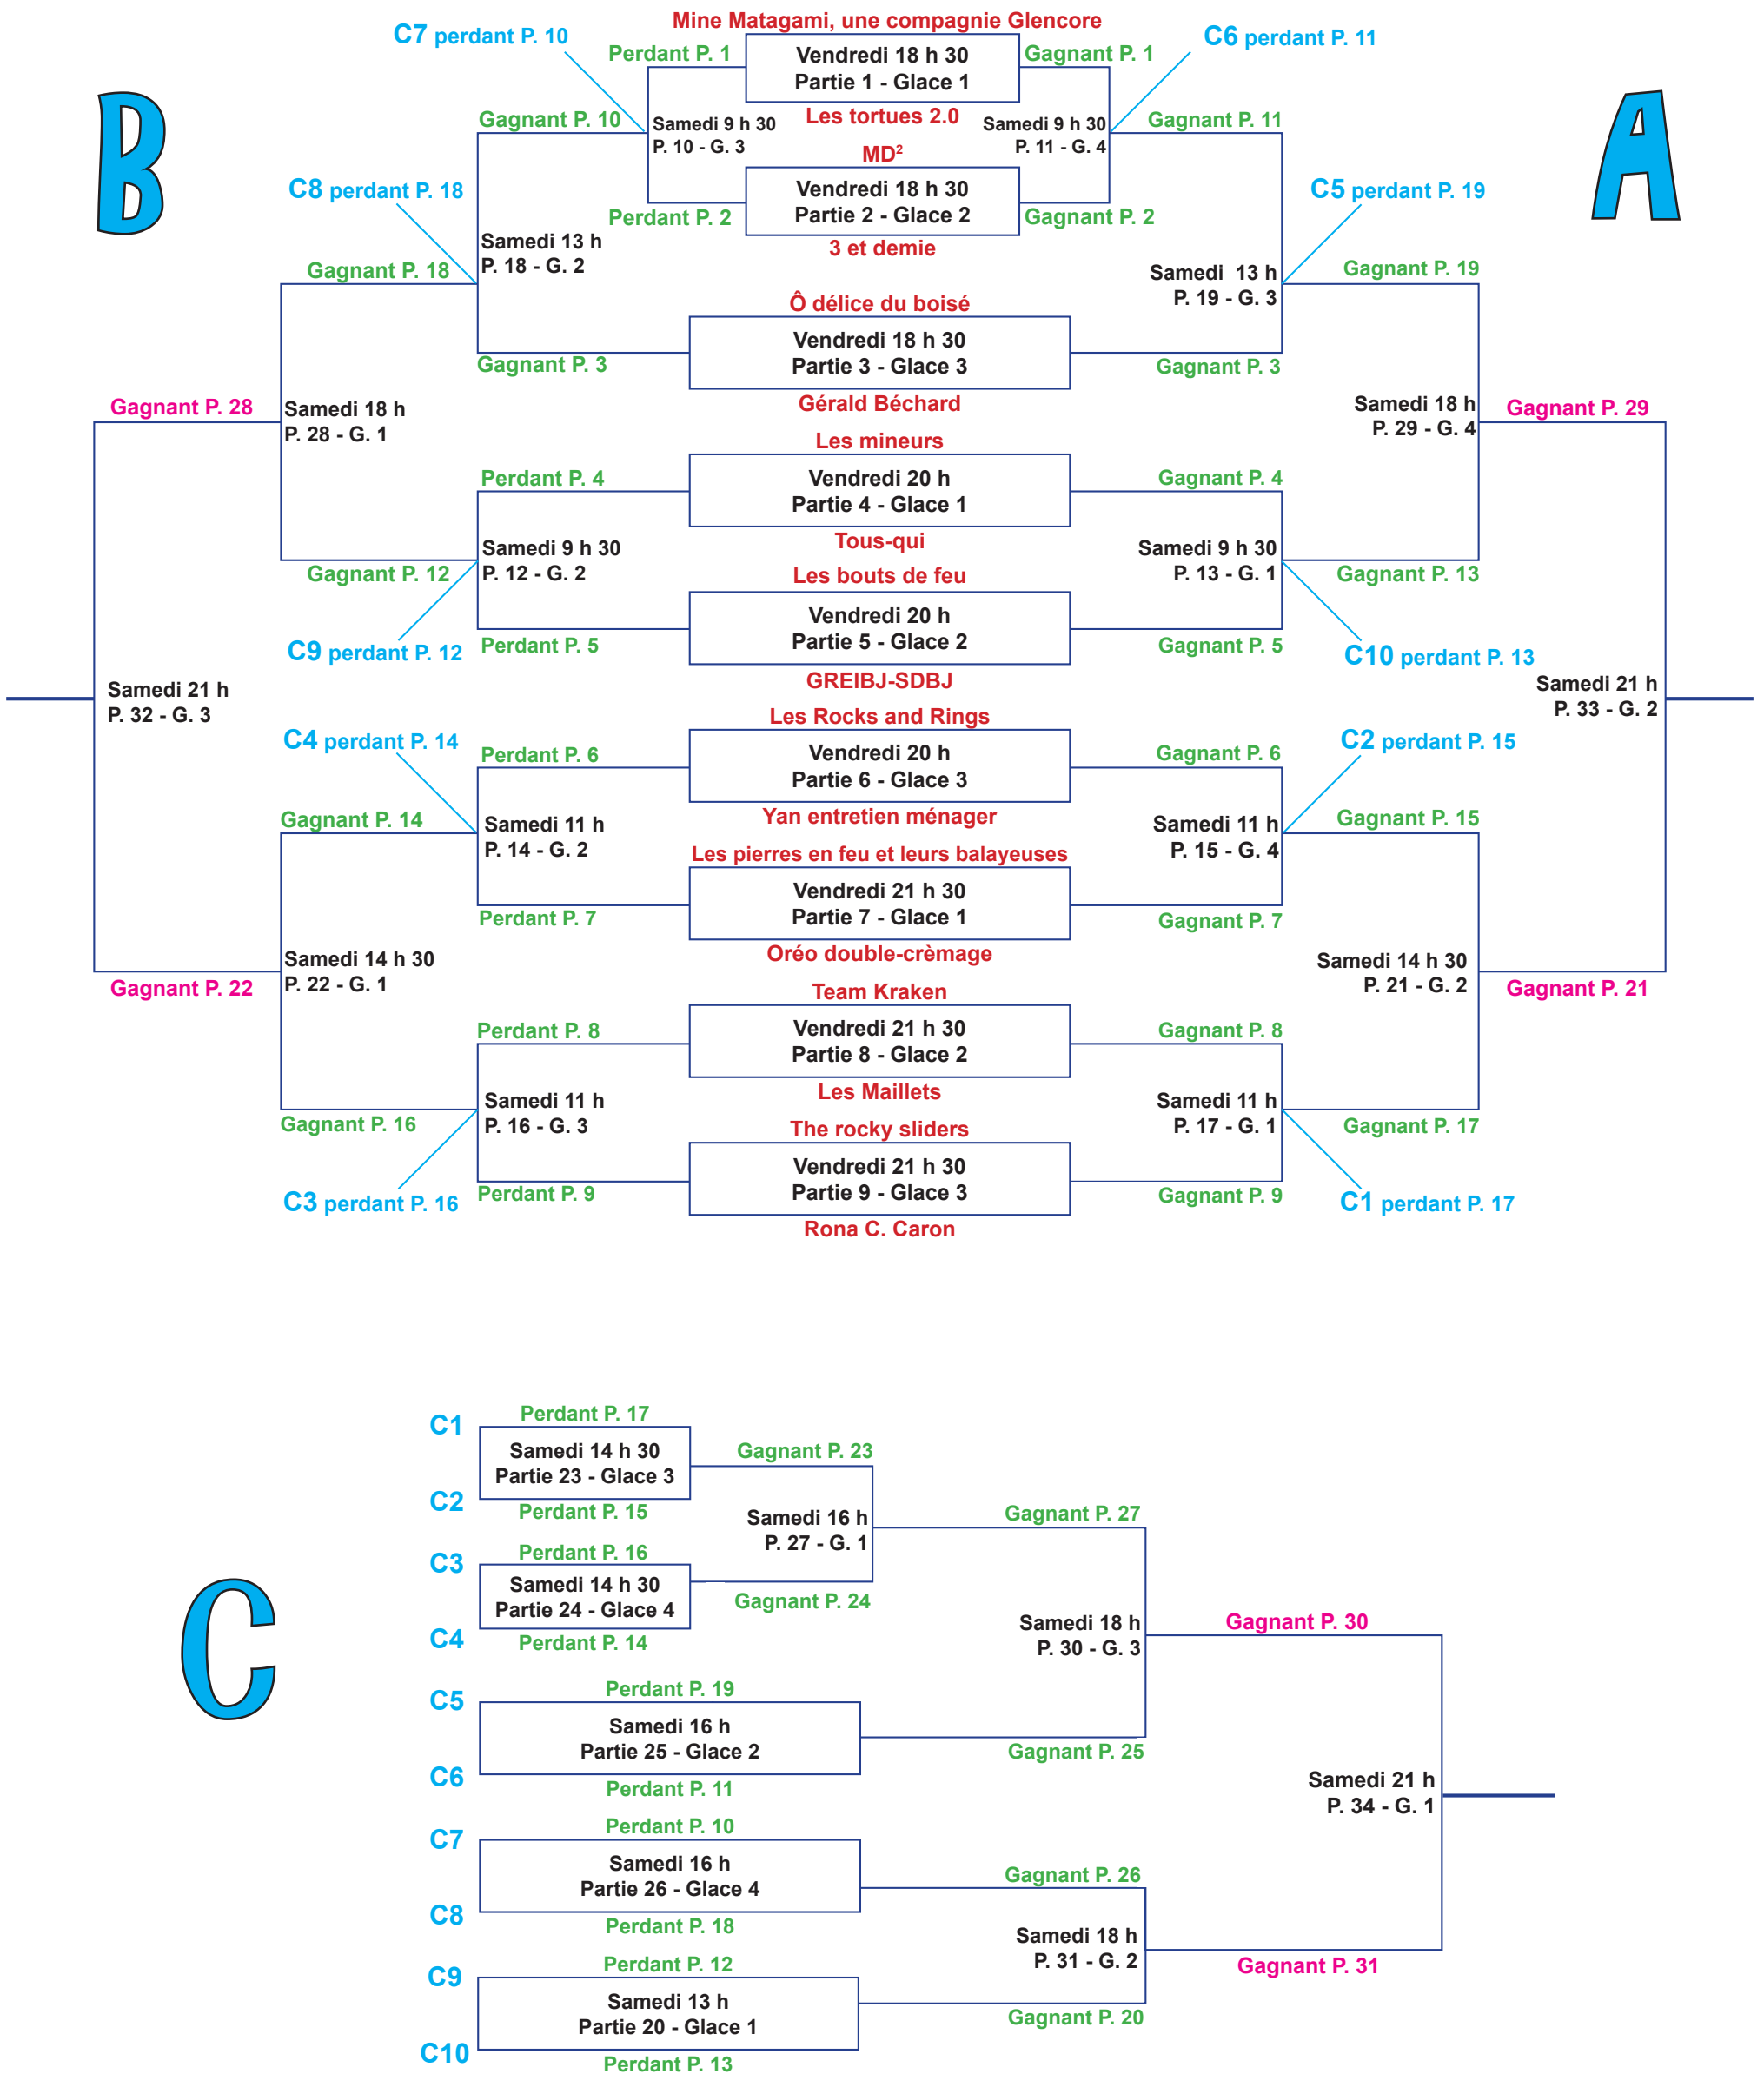 Mine Matagami, une compagnie Glencore
C7 perdant P. 10
C6 perdant P. 11
Perdant P. 1
Vendredi 18 h 30
Partie 1 - Glace 1
Gagnant P. 1
B
A
Gagnant P. 10
Samedi 9 h 30
P. 10 - G. 3
Les tortues 2.0
Samedi 9 h 30
P. 11 - G. 4
Gagnant P. 11
MD²
C8 perdant P. 18
Perdant P. 2
Vendredi 18 h 30
Partie 2 - Glace 2
Gagnant P. 2
C5 perdant P. 19
3 et demie
Samedi 13 h
P. 18 - G. 2
Gagnant P. 18
Samedi 13 h
P. 19 - G. 3
Gagnant P. 19
Ô délice du boisé
Vendredi 18 h 30
Partie 3 - Glace 3
Gagnant P. 3
Gagnant P. 3
Gérald Béchard
Gagnant P. 28
Samedi 18 h
P. 28 - G. 1
Samedi 18 h
P. 29 - G. 4
Gagnant P. 29
Les mineurs
Perdant P. 4
Vendredi 20 h
Partie 4 - Glace 1
Gagnant P. 4
Tous-qui
Samedi 9 h 30
P. 12 - G. 2
Gagnant P. 12
Samedi 9 h 30
P. 13 - G. 1
Gagnant P. 13
Les bouts de feu
Vendredi 20 h
Partie 5 - Glace 2
C9 perdant P. 12
Perdant P. 5
Gagnant P. 5
C10 perdant P. 13
GREIBJ-SDBJ
Samedi 21 h
P. 32 - G. 3
Samedi 21 h
P. 33 - G. 2
Les Rocks and Rings
C4 perdant P. 14
Perdant P. 6
Vendredi 20 h
Partie 6 - Glace 3
Gagnant P. 6
C2 perdant P. 15
Yan entretien ménager
Gagnant P. 14
Samedi 11 h
P. 14 - G. 2
Samedi 11 h
P. 15 - G. 4
Gagnant P. 15
Les pierres en feu et leurs balayeuses
Vendredi 21 h 30
Partie 7 - Glace 1
Perdant P. 7
Gagnant P. 7
Oréo double-crèmage
Samedi 14 h 30
P. 22 - G. 1
Gagnant P. 22
Samedi 14 h 30
P. 21 - G. 2
Gagnant P. 21
Team Kraken
Perdant P. 8
Vendredi 21 h 30
Partie 8 - Glace 2
Gagnant P. 8
Les Maillets
Samedi 11 h
P. 16 - G. 3
Gagnant P. 16
Samedi 11 h
P. 17 - G. 1
Gagnant P. 17
The rocky sliders
Vendredi 21 h 30
Partie 9 - Glace 3
C3 perdant P. 16
Perdant P. 9
Gagnant P. 9
C1 perdant P. 17
Rona C. Caron
C
C1
Perdant P. 17
Samedi 14 h 30
Partie 23 - Glace 3
C2
Perdant P. 15
Gagnant P. 23
Samedi 16 h
P. 27 - G. 1
Gagnant P. 27
C3
Perdant P. 16
Samedi 14 h 30
Partie 24 - Glace 4
Gagnant P. 24
C4
Perdant P. 14
Samedi 18 h
P. 30 - G. 3
Gagnant P. 30
C5
Perdant P. 19
Samedi 16 h
Partie 25 - Glace 2
Gagnant P. 25
C6
Perdant P. 11
Samedi 21 h
P. 34 - G. 1
C7
Perdant P. 10
Samedi 16 h
Partie 26 - Glace 4
Gagnant P. 26
C8
Perdant P. 18
Samedi 18 h
P. 31 - G. 2
Gagnant P. 31
C9
Perdant P. 12
Samedi 13 h
Partie 20 - Glace 1
Gagnant P. 20
C10
Perdant P. 13